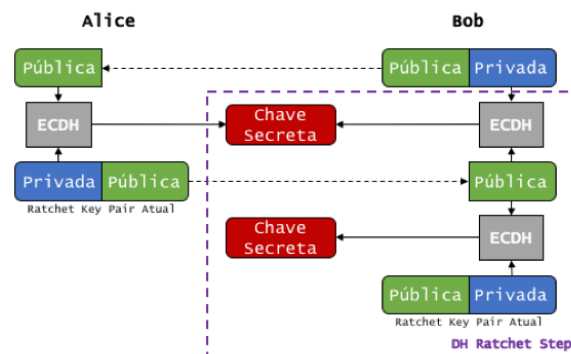 Alice
Bob
Pública
Pública Privada
ECDH
Chave
Secreta
ECDH
Privada Pública
Ratchet Key Pair Atual
Pública
Chave
Secreta
ECDH
Pública Privada
Ratchet Key Pair Atual
DH Ratchet Step